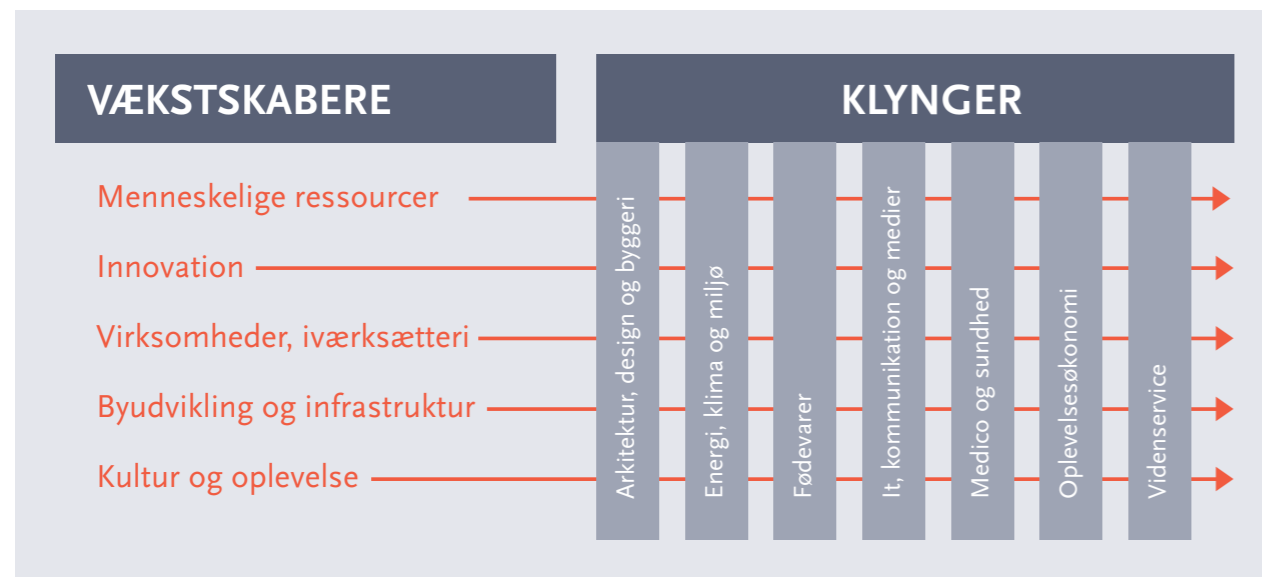 VÆKSTSKABERE
KLYNGER
Menneskelige ressourcer
Innovation
Virksomheder, iværksætteri
Byudvikling og infrastruktur
Kultur og oplevelse
Arkitektur, design og byggeri
Energi, klima og miljø
Fødevarer
It, kommunikation og medier
Medico og sundhed
Oplevelsesøkonomi
Videnservice